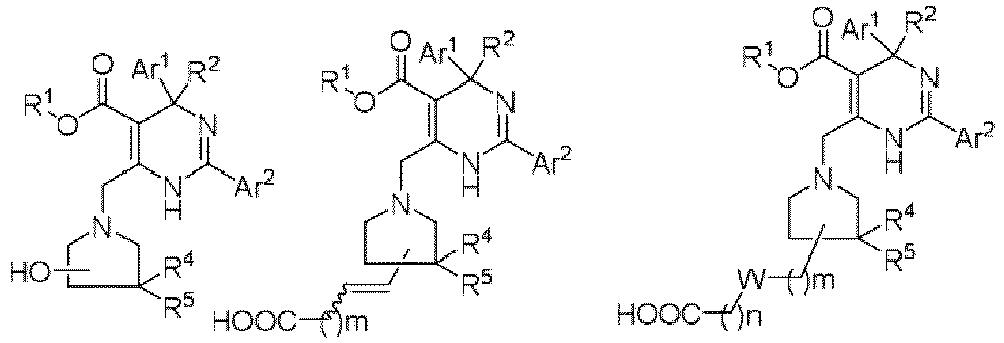 O Ar¹ R² R¹ O N N H Ar² N HO R⁴ R⁵
O Ar¹ R² R¹ O N N H Ar² N R⁴ R⁵ HOOC ( )m
O Ar¹ R² R¹ O N N H Ar² N R⁴ R⁵ W ( )m HOOC ( )n